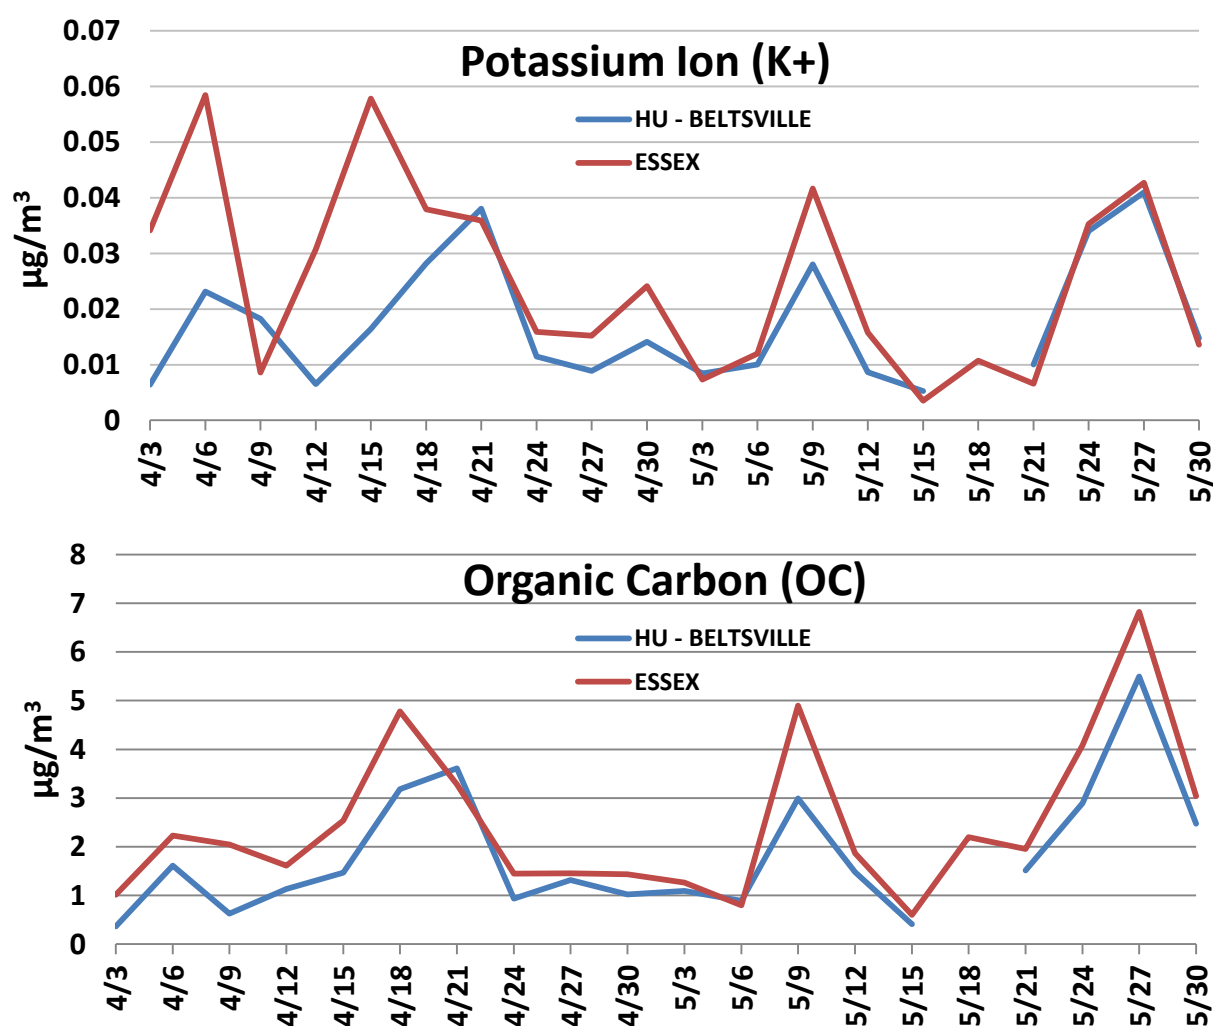 Potassium Ion (K+)
HU - BELTSVILLE
ESSEX
µg/m³
0.07
0.06
0.05
0.04
0.03
0.02
0.01
0
4/3 4/6 4/9 4/12 4/15 4/18 4/21 4/24 4/27 4/30 5/3 5/6 5/9 5/12 5/15 5/18 5/21 5/24 5/27 5/30
Organic Carbon (OC)
HU - BELTSVILLE
ESSEX
µg/m³
8
7
6
5
4
3
2
1
0
4/3 4/6 4/9 4/12 4/15 4/18 4/21 4/24 4/27 4/30 5/3 5/6 5/9 5/12 5/15 5/18 5/21 5/24 5/27 5/30